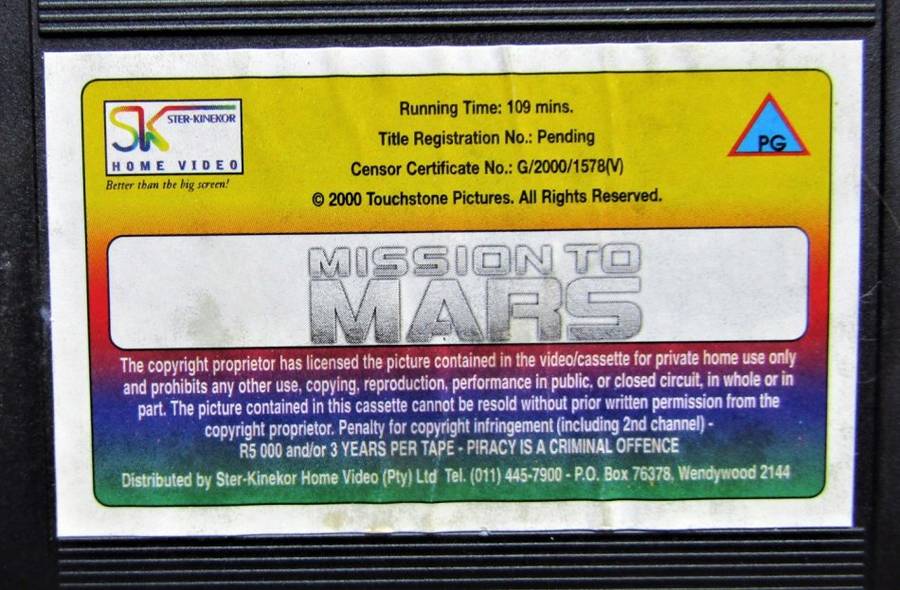 SK STER-KINEKOR
HOME VIDEO
Better than the big screen!
Running Time: 109 mins.
Title Registration No.: Pending
Censor Certificate No.: G/2000/1578(V)
© 2000 Touchstone Pictures. All Rights Reserved.
PG
MISSION TO
MARS
The copyright proprietor has licensed the picture contained in the video/cassette for private home use only
and prohibits any other use, copying, reproduction, performance in public, or closed circuit, in whole or in
part. The picture contained in this cassette cannot be resold without prior written permission from the
copyright proprietor. Penalty for copyright infringement (including 2nd channel) -
R5 000 and/or 3 YEARS PER TAPE - PIRACY IS A CRIMINAL OFFENCE
Distributed by Ster-Kinekor Home Video (Pty) Ltd Tel. (011) 445-7900 - P.O. Box 76378, Wendywood 2144